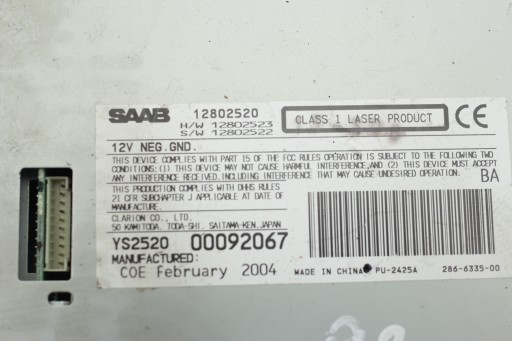 SAAB 12802520
H/W 12802523
S/W 12802522
CLASS 1 LASER PRODUCT CE
12V NEG.GND.
THIS DEVICE COMPLIES WITH PART 15 OF THE FCC RULES OPERATION IS SUBJECT TO THE FOLLOWING TWO
CONDITIONS:(1) THIS DEVICE MAY NOT CAUSE HARMFUL INTERFERENCE,AND (2) THIS DEVICE MUST
ACCEPT ANY INTERFERENCE RECEIVED,INCLUDING INTERFERENCE THAT MAY CAUSE UNDESIRED OPERATION.
BA
THIS PRODUCTION COMPLIES WITH DHHS RULES
21 CFR SUBCHAPTER J APPLICABLE AT DATE OF
MANUFACTURE.
CLARION CO., LTD.
50 KAMITODA, TODA-SHI, SAITAMA-KEN,JAPAN
YS2520 00092067
MANUFACTURED:
COE February 2004
MADE IN CHINA PU-2425A 286-6335-00